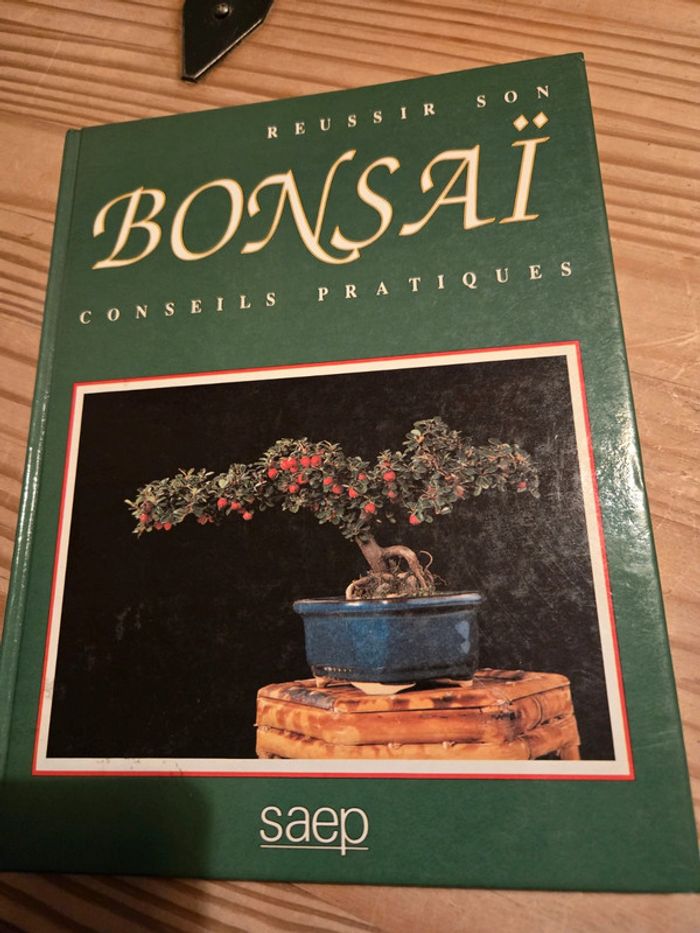 REUSSIR SON
BONSAÏ
CONSEILS PRATIQUES
saep